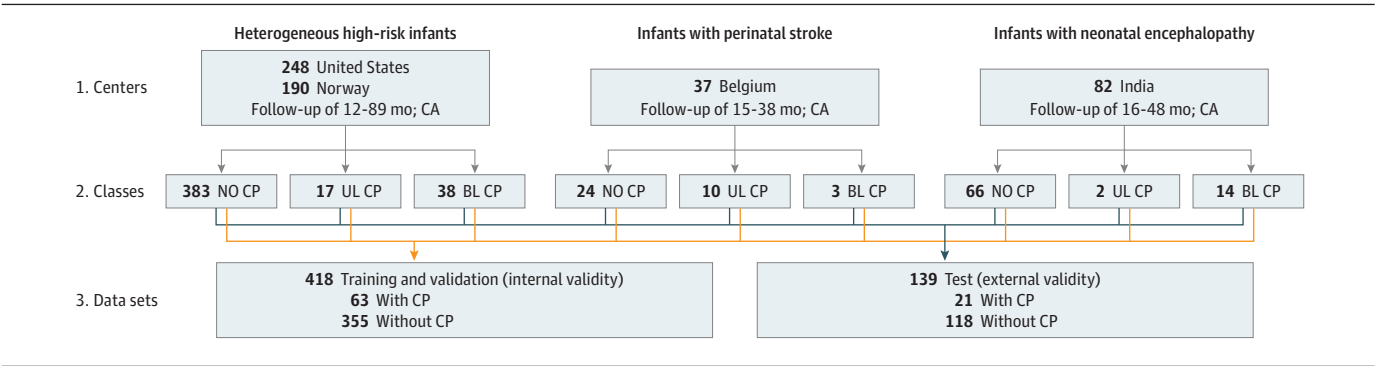 Heterogeneous high-risk infants
Infants with perinatal stroke
Infants with neonatal encephalopathy
1. Centers
248 United States
190 Norway
Follow-up of 12-89 mo; CA
37 Belgium
Follow-up of 15-38 mo; CA
82 India
Follow-up of 16-48 mo; CA
2. Classes
383 NO CP
17 UL CP
38 BL CP
24 NO CP
10 UL CP
3 BL CP
66 NO CP
2 UL CP
14 BL CP
3. Data sets
418 Training and validation (internal validity)
63 With CP
355 Without CP
139 Test (external validity)
21 With CP
118 Without CP